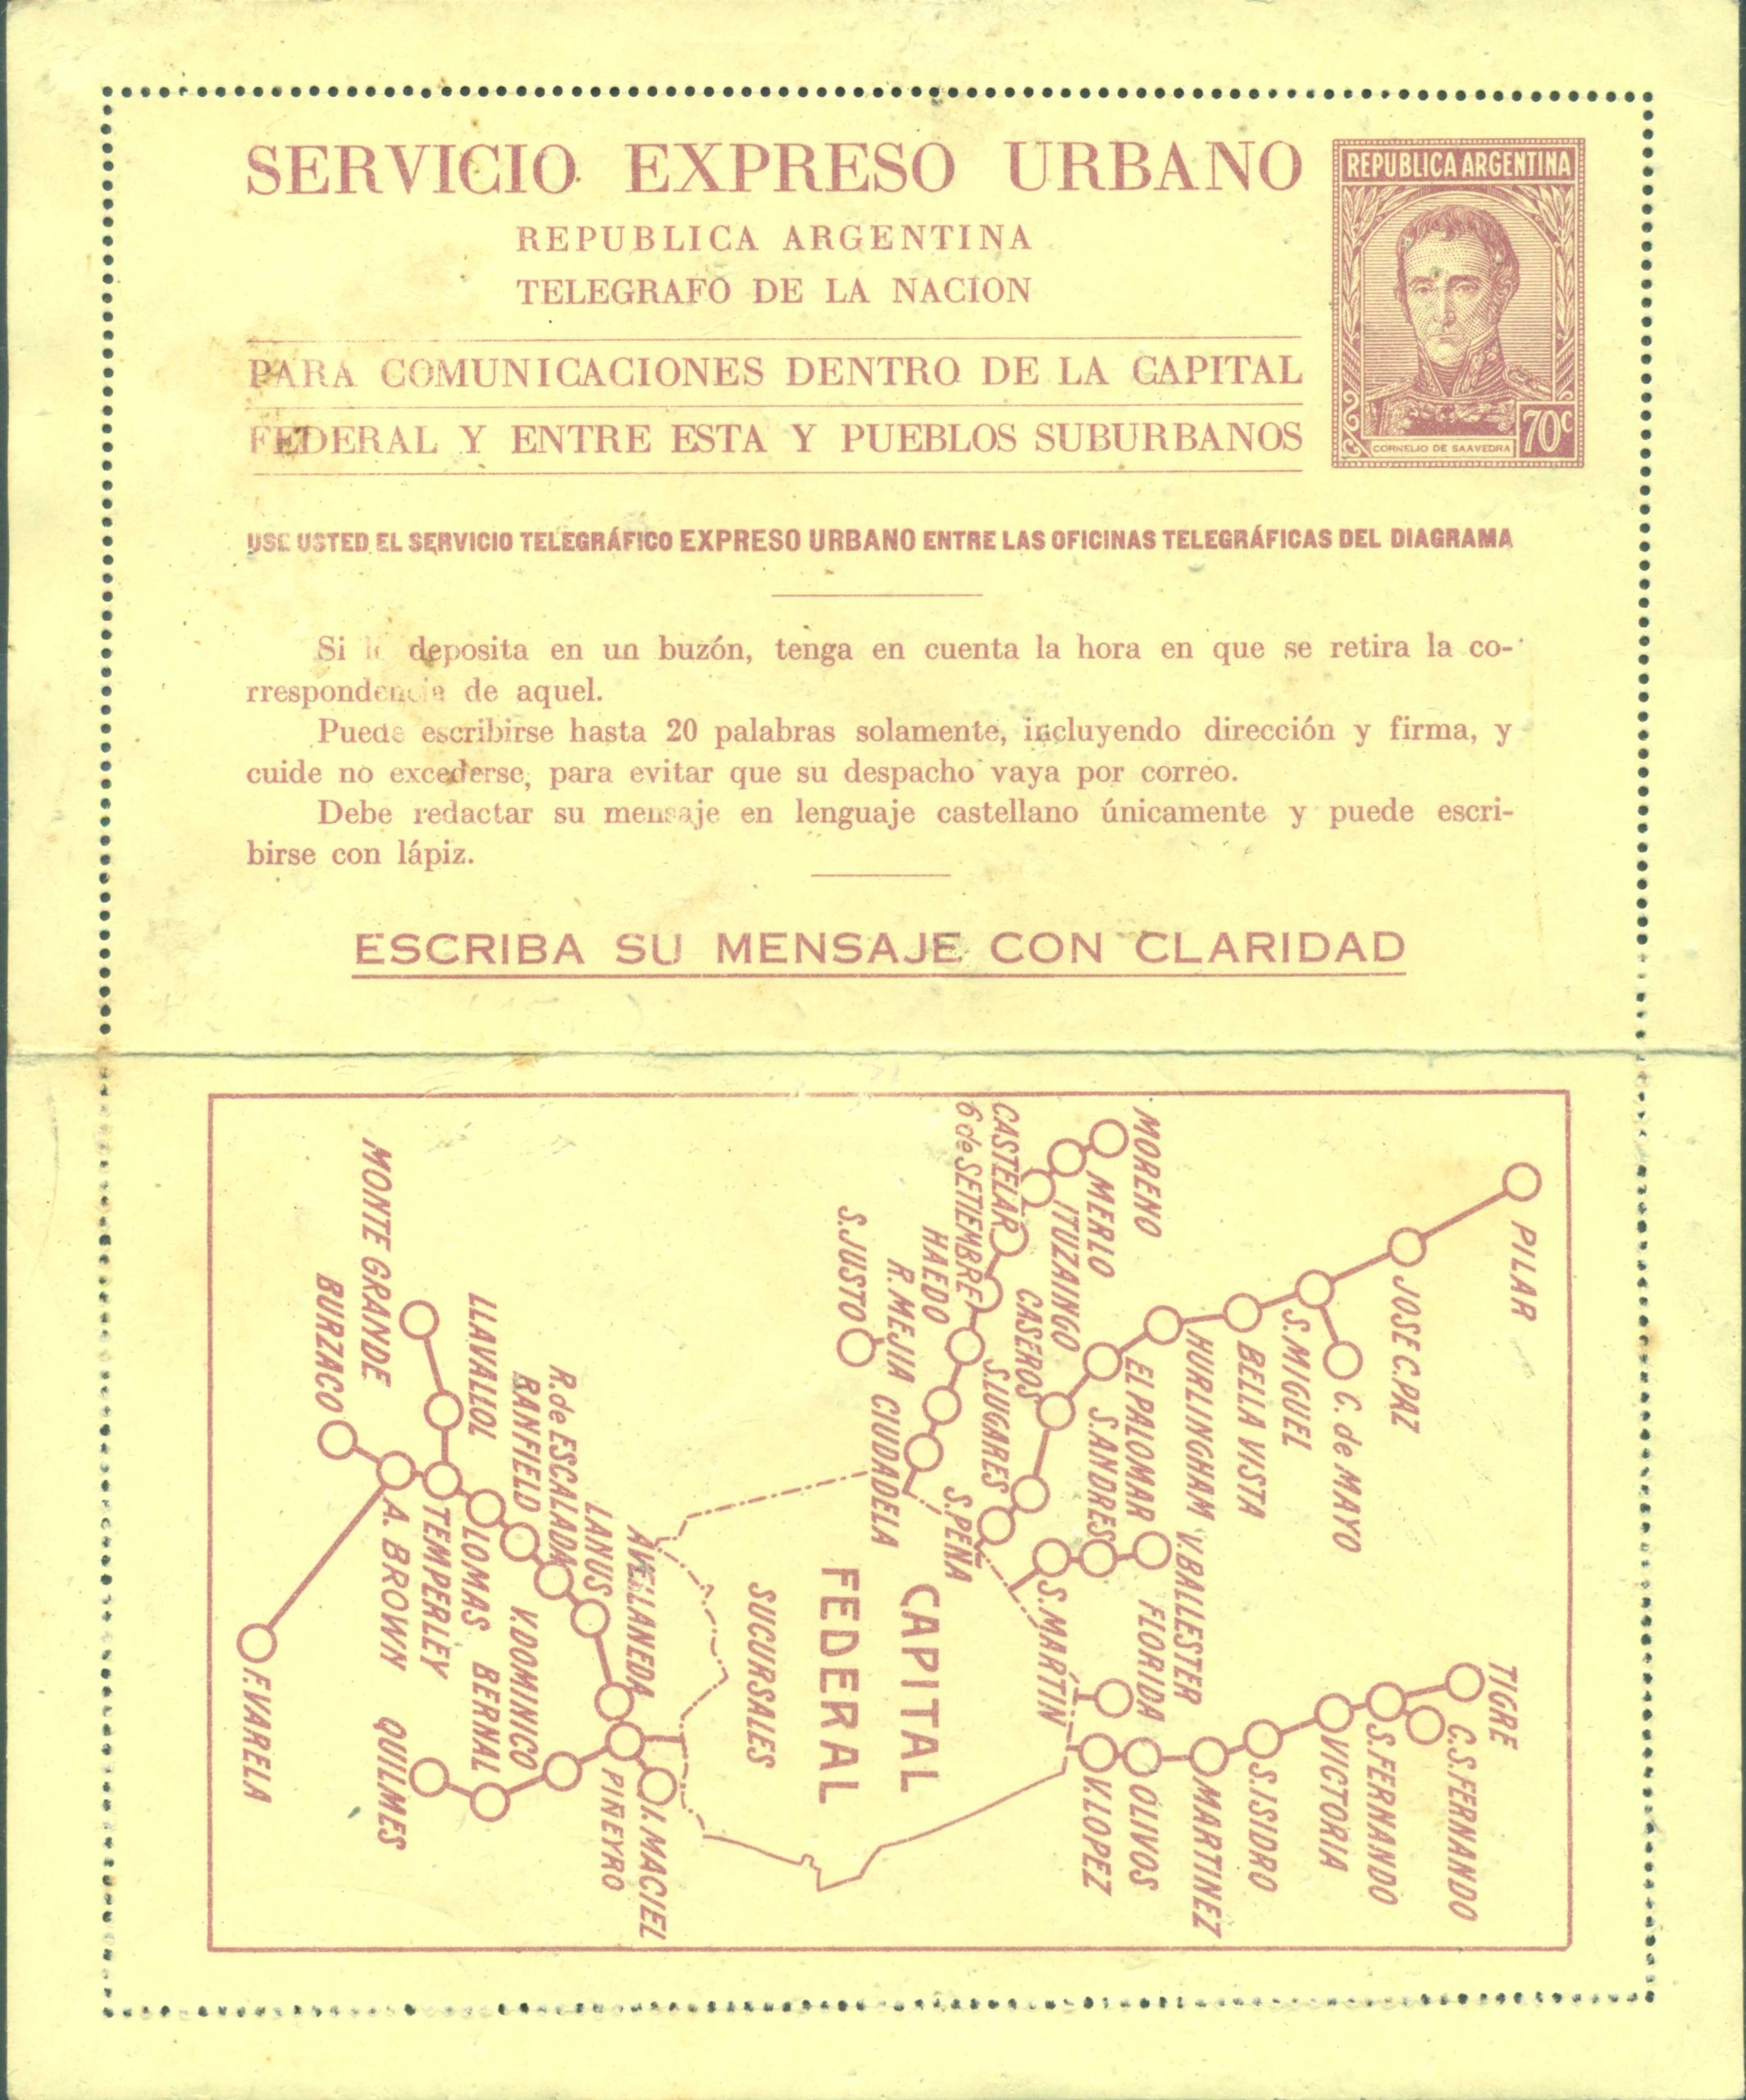 SERVICIO EXPRESO URBANO
REPUBLICA ARGENTINA
TELEGRAFO DE LA NACION
PARA COMUNICACIONES DENTRO DE LA CAPITAL
FEDERAL Y ENTRE ESTA Y PUEBLOS SUBURBANOS
REPUBLICA ARGENTINA
CORNELIO DE SAAVEDRA
70c
USE USTED EL SERVICIO TELEGRÁFICO EXPRESO URBANO ENTRE LAS OFICINAS TELEGRÁFICAS DEL DIAGRAMA
Si lo deposita en un buzón, tenga en cuenta la hora en que se retira la co-
rrespondencia de aquel.
Puede escribirse hasta 20 palabras solamente, incluyendo dirección y firma, y
cuide no excederse, para evitar que su despacho vaya por correo.
Debe redactar su mensaje en lenguaje castellano únicamente y puede escri-
birse con lápiz.
ESCRIBA SU MENSAJE CON CLARIDAD
PILAR
JOSE C. PAZ
C. de MAYO
S. MIGUEL
BELLA VISTA
HURLINGHAM
EL PALOMAR
CASEROS
S. LUGARES
S. PEÑA
MORENO
MERLO
ITUZAINGO
CASTELAR
6 de SETIEMBRE
HAEDO
R. MEJIA
CIUDADELA
S. JUSTO
V. BALLESTER
S. ANDRES
S. MARTÍN
FLORIDA
TIGRE
C. S. FERNANDO
S. FERNANDO
VICTORIA
S. ISIDRO
MARTINEZ
OLIVOS
V. LOPEZ
CAPITAL
FEDERAL
SUCURSALES
AVELLANEDA
LANUS
R. de ESCALADA
BANFIELD
LOMAS
TEMPERLEY
LLAVALLOL
MONTE GRANDE
BURZACO
A. BROWN
F. VARELA
I. MACIEL
PIÑEYRO
V. DOMINICO
BERNAL
QUILMES